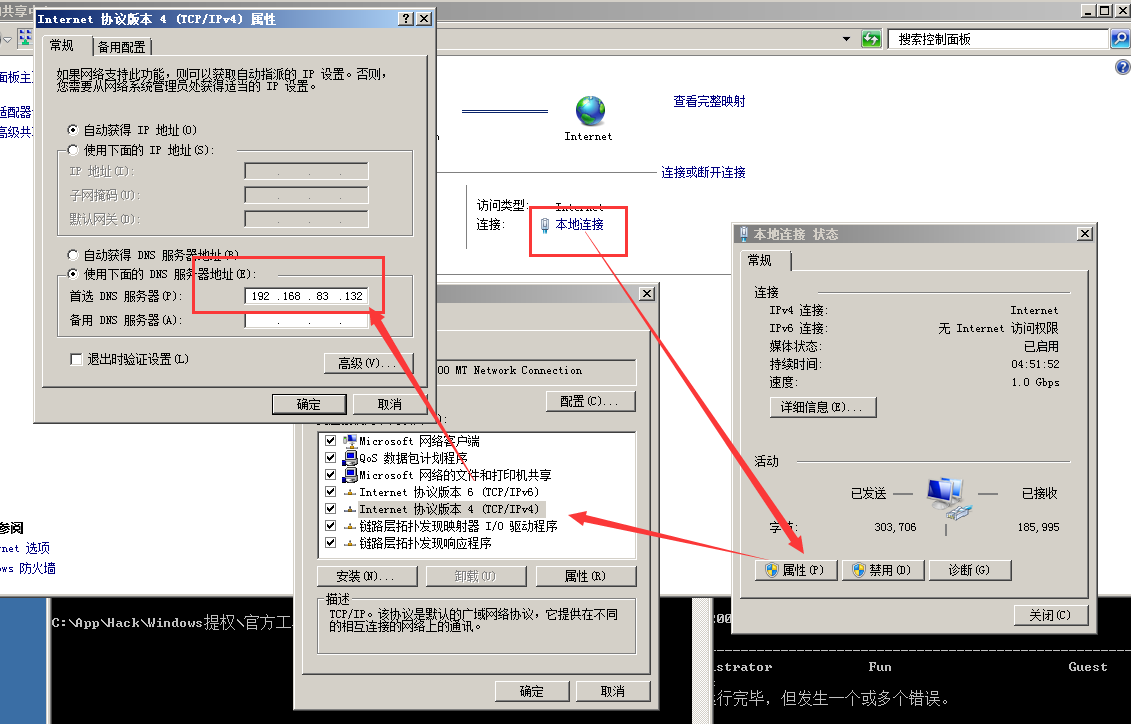 共享中
Internet 协议版本 4 (TCP/IPv4) 属性
常规
备用配置
如果网络支持此功能，则可以获取自动指派的 IP 设置。否则，
您需要从网络系统管理员处获得适当的 IP 设置。
自动获得 IP 地址(O)
使用下面的 IP 地址(S):
IP 地址(I):
子网掩码(U):
默认网关(D):
自动获得 DNS 服务器地址(B)
使用下面的 DNS 服务器地址(E):
首选 DNS 服务器(P):
192 .168 . 83 .132
备用 DNS 服务器(A):
退出时验证设置(L)
高级(V)...
确定
取消
搜索控制面板
面板主
适配器
高级共
查看完整映射
Internet
连接或断开连接
访问类型:
Internet
连接:
本地连接
00 MT Network Connection
配置(C)...
Microsoft 网络客户端
QoS 数据包计划程序
Microsoft 网络的文件和打印机共享
Internet 协议版本 6 (TCP/IPv6)
Internet 协议版本 4 (TCP/IPv4)
链路层拓扑发现映射器 I/O 驱动程序
链路层拓扑发现响应程序
安装(N)...
卸载(U)
属性(R)
描述
TCP/IP。该协议是默认的广域网络协议，它提供在不同
的相互连接的网络上的通讯。
确定
取消
本地连接 状态
常规
连接
IPv4 连接:
Internet
IPv6 连接:
无 Internet 访问权限
媒体状态:
已启用
持续时间:
04:51:52
速度:
1.0 Gbps
详细信息(E)...
活动
已发送
已接收
字节:
303,706
185,995
属性(P)
禁用(D)
诊断(G)
关闭(C)
参阅
rnet 选项
ws 防火墙
C:\App\Hack\Windows提权\官方工
200
istrator
Fun
Guest
行完毕，但发生一个或多个错误。